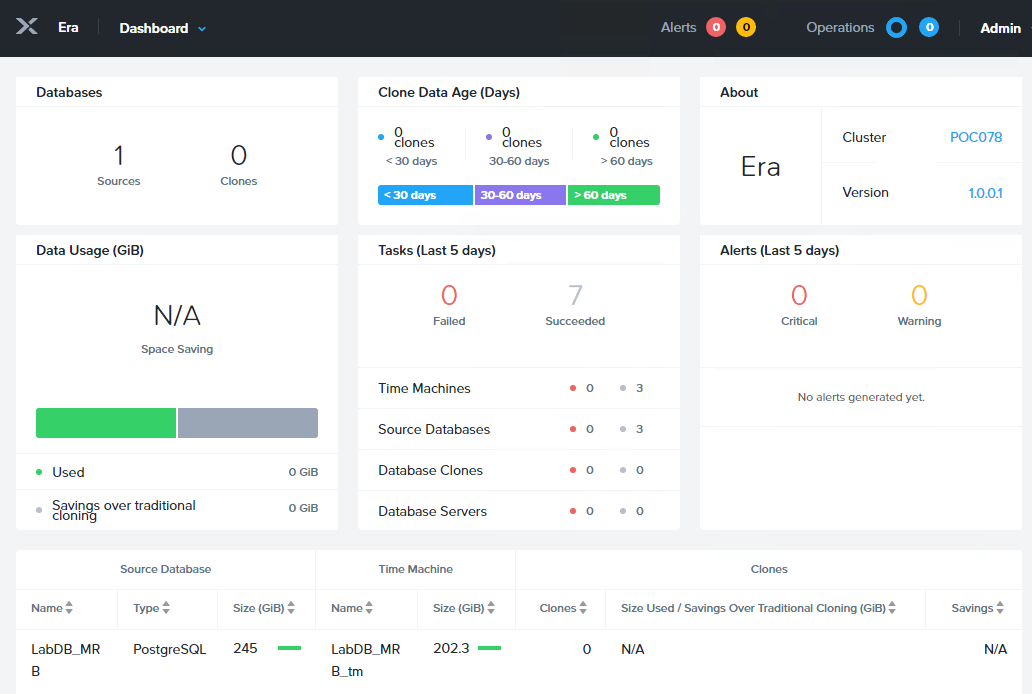 Era Dashboard Alerts 0 0 Operations 0 Admin
Databases
1 0
Sources Clones
Clone Data Age (Days)
0 clones 0 clones 0 clones
< 30 days 30-60 days > 60 days
< 30 days 30-60 days > 60 days
About
Era
Cluster POC078
Version 1.0.0.1
Data Usage (GiB)
N/A
Space Saving
Used 0 GiB
Savings over traditional 0 GiB
cloning
Tasks (Last 5 days)
0 7
Failed Succeeded
Time Machines 0 3
Source Databases 0 3
Database Clones 0 0
Database Servers 0 0
Alerts (Last 5 days)
0 0
Critical Warning
No alerts generated yet.
Source Database Time Machine Clones
Name Type Size (GiB) Name Size (GiB) Clones Size Used / Savings Over Traditional Cloning (GiB) Savings
LabDB_MR PostgreSQL 245 LabDB_MR 202.3 0 N/A N/A
B B_tm